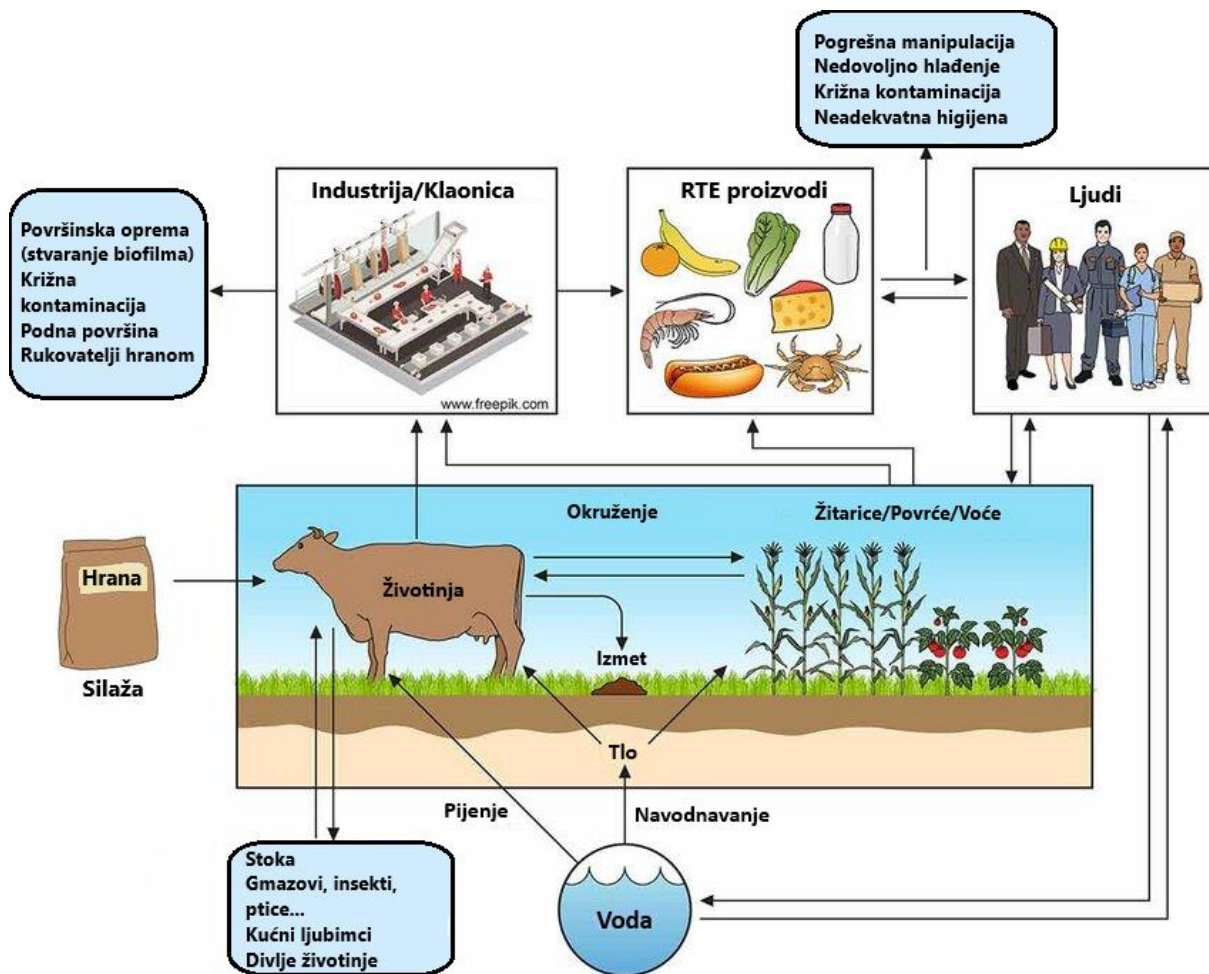 Pogrešna manipulacija
Nedovoljno hlađenje
Križna kontaminacija
Neadekvatna higijena
Industrija/Klaonica
RTE proizvodi
Ljudi
Površinska oprema
(stvaranje biofilma)
Križna
kontaminacija
Podna površina
Rukovatelji hranom
www.freepik.com
Okruženje
Žitarice/Povrće/Voće
Hrana
Životinja
Izmet
Silaža
Tlo
Pijenje
Navodnavanje
Stoka
Gmazovi, insekti,
ptice...
Kućni ljubimci
Divlje životinje
Voda